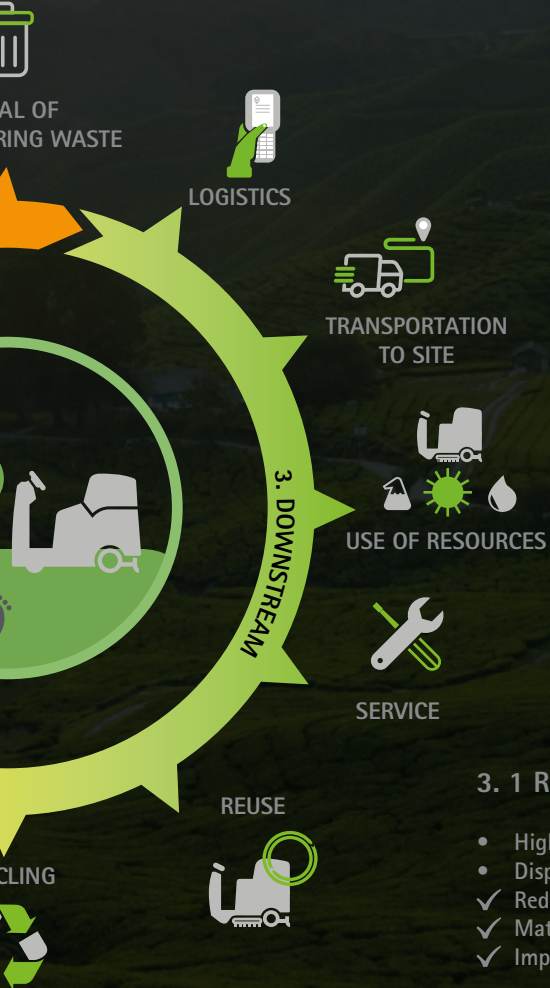 AL OF
RING WASTE
LOGISTICS
TRANSPORTATION
TO SITE
USE OF RESOURCES
3. DOWNSTREAM
SERVICE
REUSE
CLING
3. 1 R
• High
• Disp
✓ Red
✓ Mat
✓ Imp